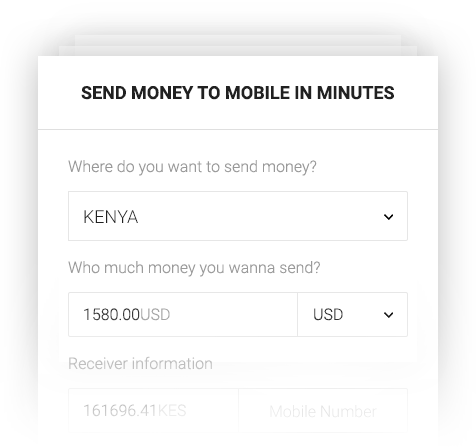 SEND MONEY TO MOBILE IN MINUTES
Where do you want to send money?
KENYA
Who much money you wanna send?
1580.00USD USD
Receiver information
161696.41KES Mobile Number